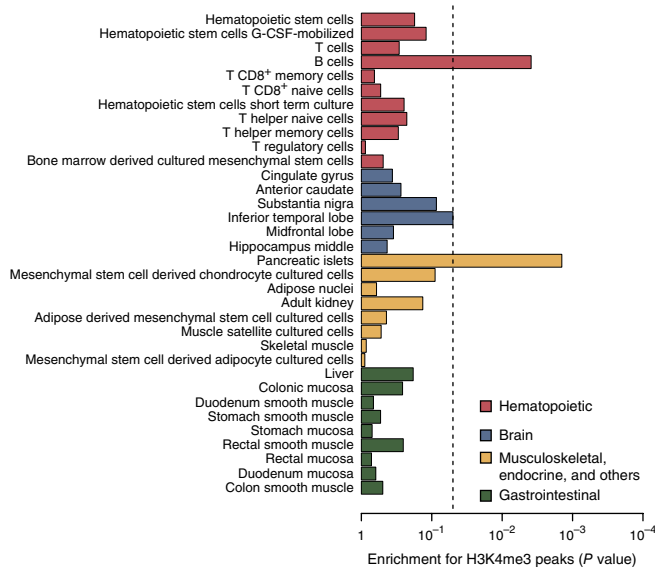 Hematopoietic stem cells
Hematopoietic stem cells G-CSF-mobilized
T cells
B cells
T CD8⁺ memory cells
T CD8⁺ naive cells
Hematopoietic stem cells short term culture
T helper naive cells
T helper memory cells
T regulatory cells
Bone marrow derived cultured mesenchymal stem cells
Cingulate gyrus
Anterior caudate
Substantia nigra
Inferior temporal lobe
Midfrontal lobe
Hippocampus middle
Pancreatic islets
Mesenchymal stem cell derived chondrocyte cultured cells
Adipose nuclei
Adult kidney
Adipose derived mesenchymal stem cell cultured cells
Muscle satellite cultured cells
Skeletal muscle
Mesenchymal stem cell derived adipocyte cultured cells
Liver
Colonic mucosa
Duodenum smooth muscle
Stomach smooth muscle
Stomach mucosa
Rectal smooth muscle
Rectal mucosa
Duodenum mucosa
Colon smooth muscle
Hematopoietic
Brain
Musculoskeletal,
endocrine, and others
Gastrointestinal
1 10⁻¹ 10⁻² 10⁻³ 10⁻⁴
Enrichment for H3K4me3 peaks (P value)